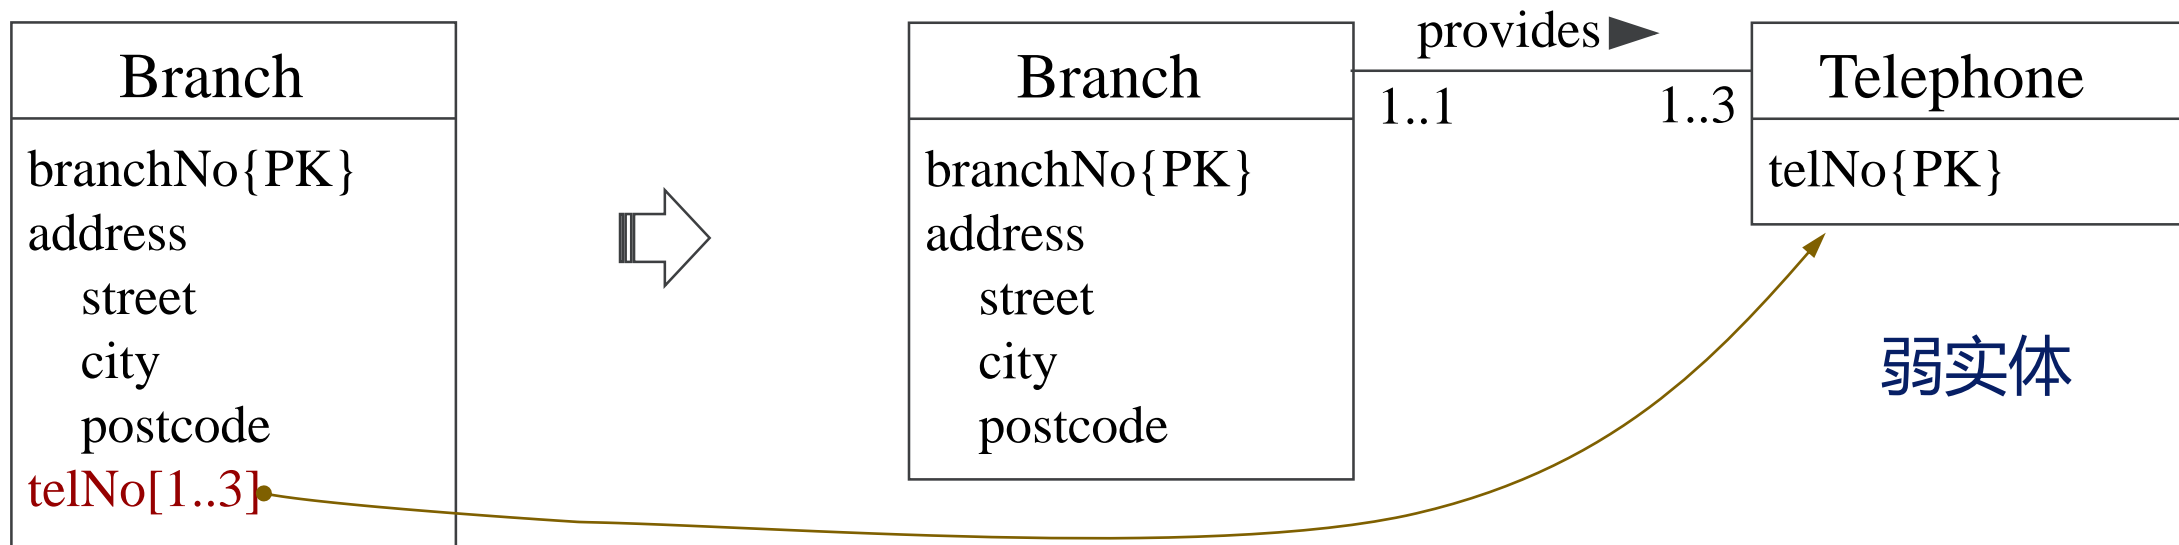 Branch
branchNo{PK}
address
street
city
postcode
telNo[1..3]
Branch
branchNo{PK}
address
street
city
postcode
provides
1..1
1..3
Telephone
telNo{PK}
弱实体